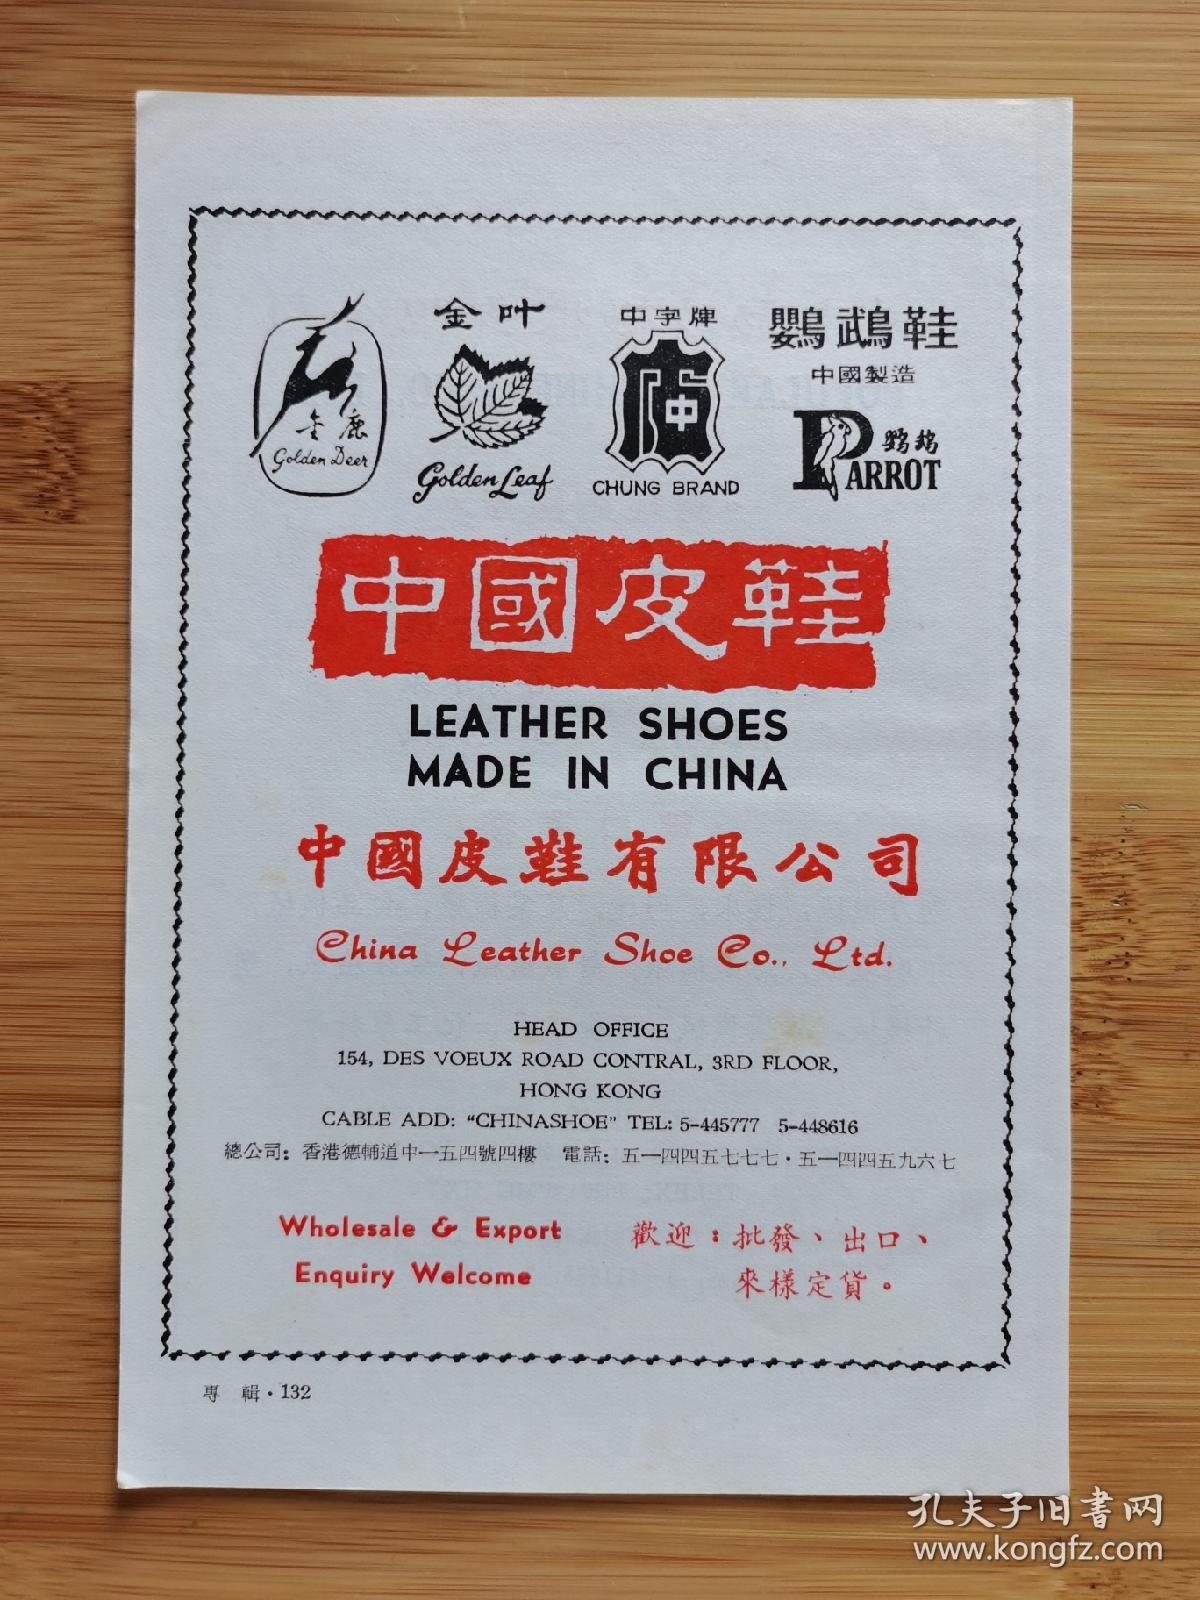 金鹿
Golden Deer
金叶
Golden Leaf
中字牌
CHUNG BRAND
鸚鵡鞋
中國製造
鸚鵡
PARROT
中國皮鞋
LEATHER SHOES
MADE IN CHINA
中國皮鞋有限公司
China Leather Shoe Co., Ltd.
HEAD OFFICE
154, DES VOEUX ROAD CONTRAL, 3RD FLOOR,
HONG KONG
CABLE ADD: "CHINASHOE" TEL: 5-445777 5-448616
總公司：香港德輔道中一五四號四樓 電話：五一四四五七七七・五一四四五九六七
Wholesale & Export
Enquiry Welcome
歡迎：批發、出口、
來樣定貨。
專輯・132
孔夫子旧书网
www.kongfz.com